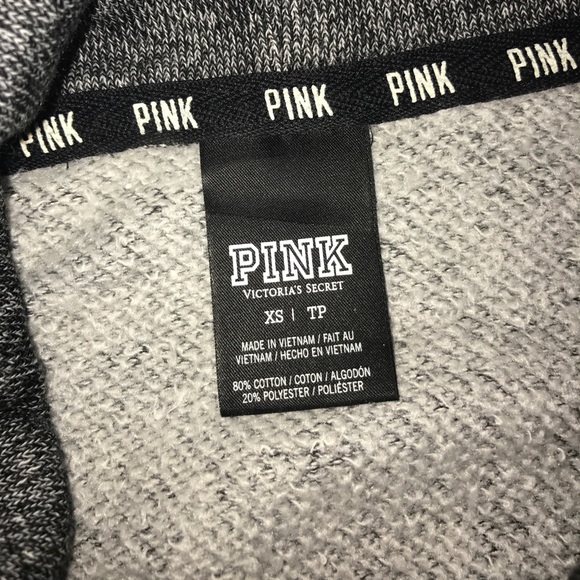 PINK PINK PINK PINK PINK
PINK
VICTORIA'S SECRET
XS | TP
MADE IN VIETNAM / FAIT AU
VIETNAM / HECHO EN VIETNAM
80% COTTON / COTON / ALGODÓN
20% POLYESTER / POLIÉSTER